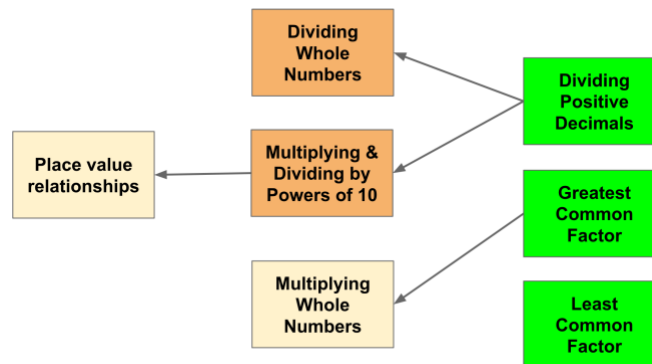 Dividing
Whole
Numbers
Dividing
Positive
Decimals
Place value
relationships
Multiplying &
Dividing by
Powers of 10
Greatest
Common
Factor
Multiplying
Whole
Numbers
Least
Common
Factor